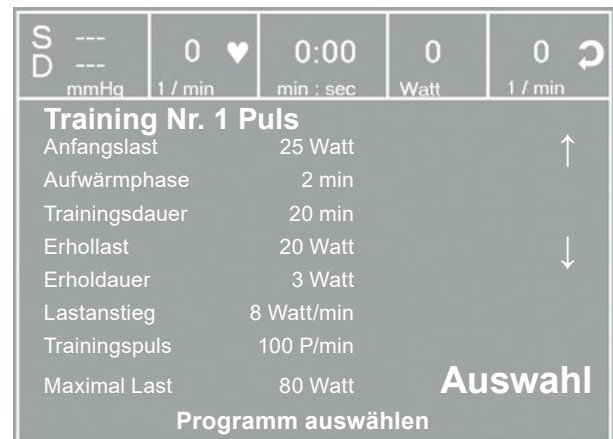 S --- 0 ♥ 0:00 0 0
D ---
mmHg 1 / min min : sec Watt 1 / min
Training Nr. 1 Puls
Anfangslast 25 Watt
↑
Aufwärmphase 2 min
Trainingsdauer 20 min
Erhollast 20 Watt
↓
Erholdauer 3 Watt
Lastanstieg 8 Watt/min
Trainingspuls 100 P/min
Maximal Last 80 Watt
Auswahl
Programm auswählen